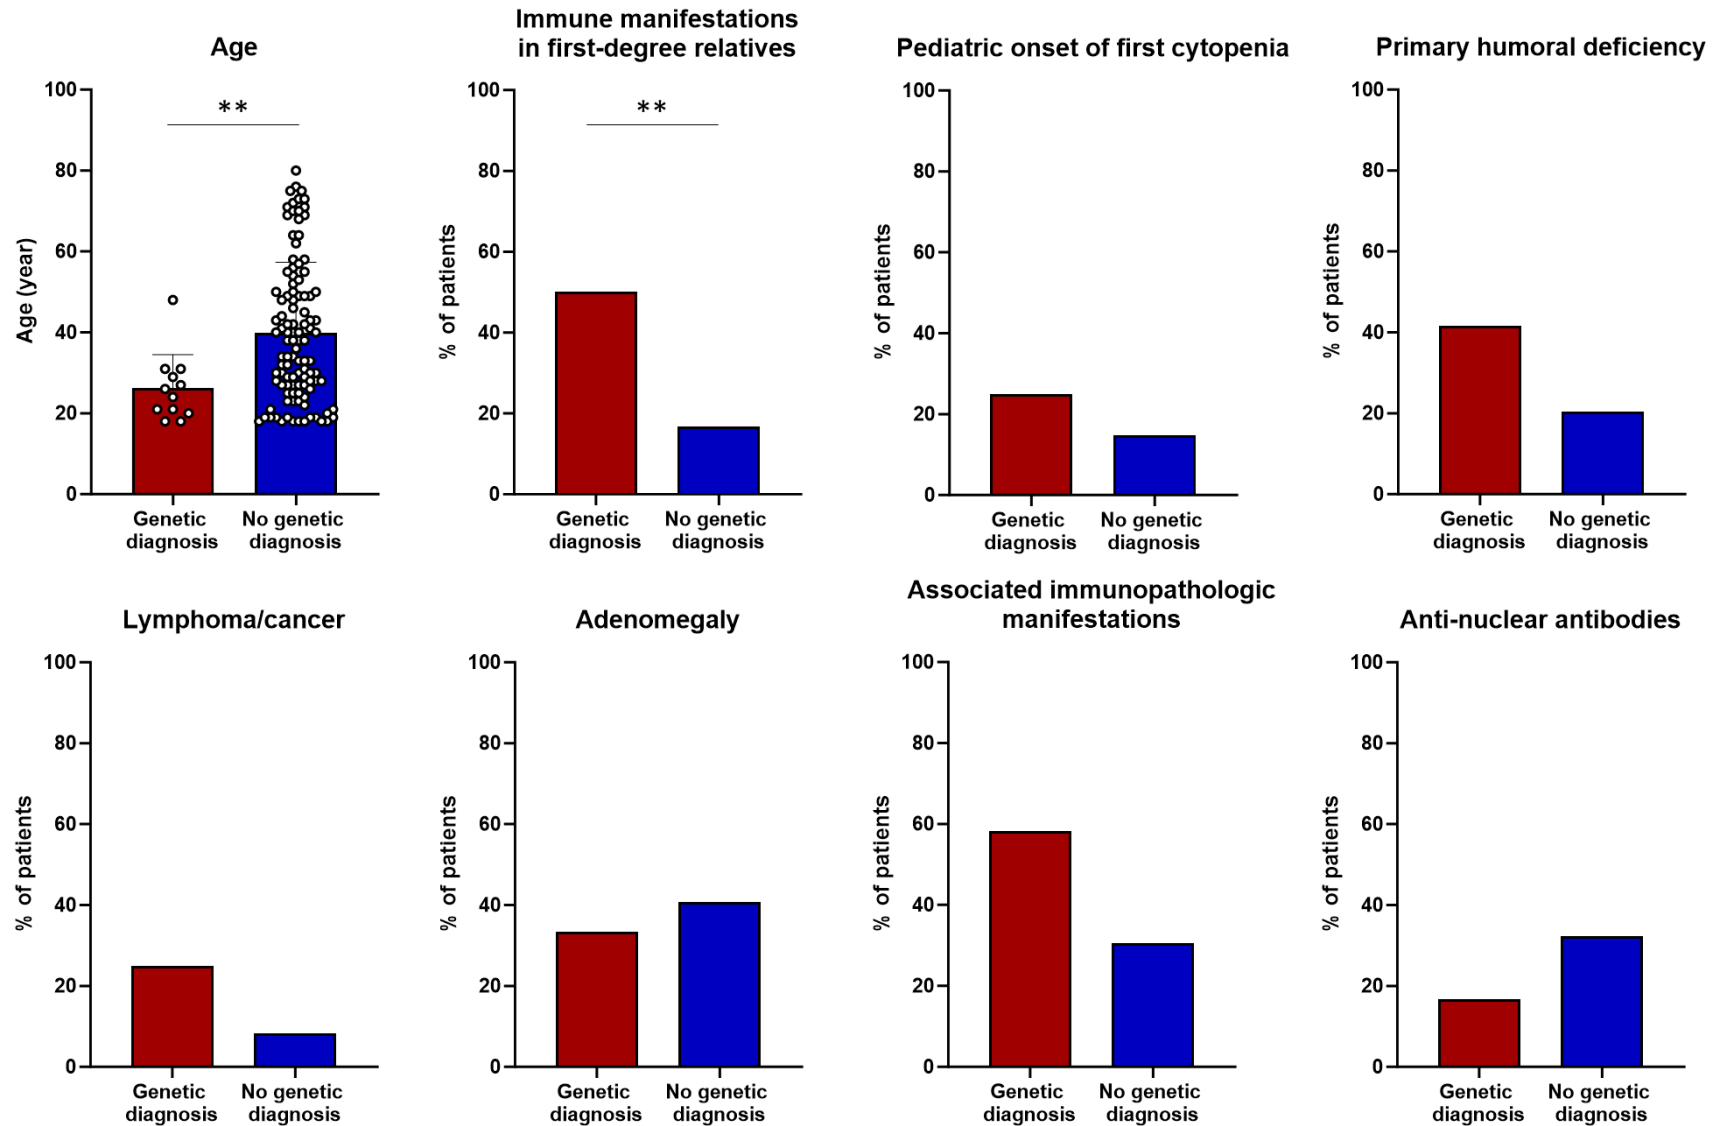 Age
**
Age (year)
100
80
60
40
20
0
Genetic
diagnosis
No genetic
diagnosis
Immune manifestations
in first-degree relatives
**
% of patients
100
80
60
40
20
0
Genetic
diagnosis
No genetic
diagnosis
Pediatric onset of first cytopenia
% of patients
100
80
60
40
20
0
Genetic
diagnosis
No genetic
diagnosis
Primary humoral deficiency
% of patients
100
80
60
40
20
0
Genetic
diagnosis
No genetic
diagnosis
Lymphoma/cancer
% of patients
100
80
60
40
20
0
Genetic
diagnosis
No genetic
diagnosis
Adenomegaly
% of patients
100
80
60
40
20
0
Genetic
diagnosis
No genetic
diagnosis
Associated immunopathologic
manifestations
% of patients
100
80
60
40
20
0
Genetic
diagnosis
No genetic
diagnosis
Anti-nuclear antibodies
% of patients
100
80
60
40
20
0
Genetic
diagnosis
No genetic
diagnosis